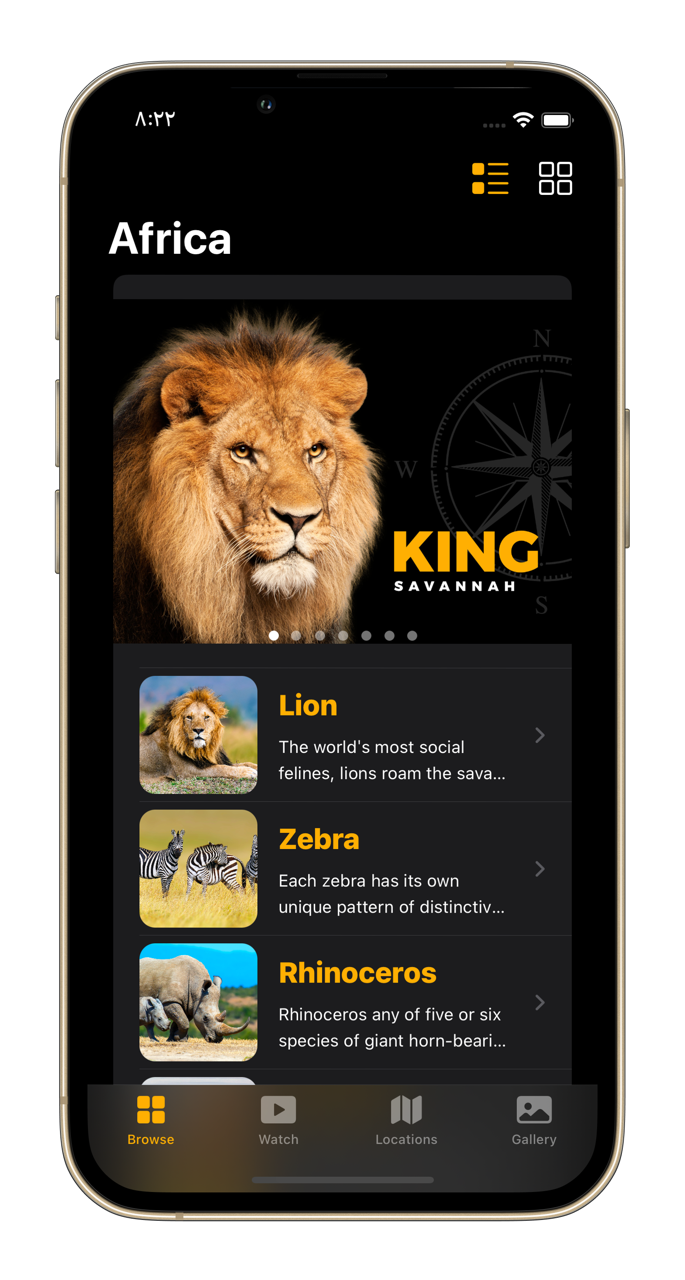 ٨:٢٢
Africa
N
W
KING
SAVANNAH
S
Lion
The world's most social
felines, lions roam the sava...
Zebra
Each zebra has its own
unique pattern of distinctiv...
Rhinoceros
Rhinoceros any of five or six
species of giant horn-beari...
Browse
Watch
Locations
Gallery